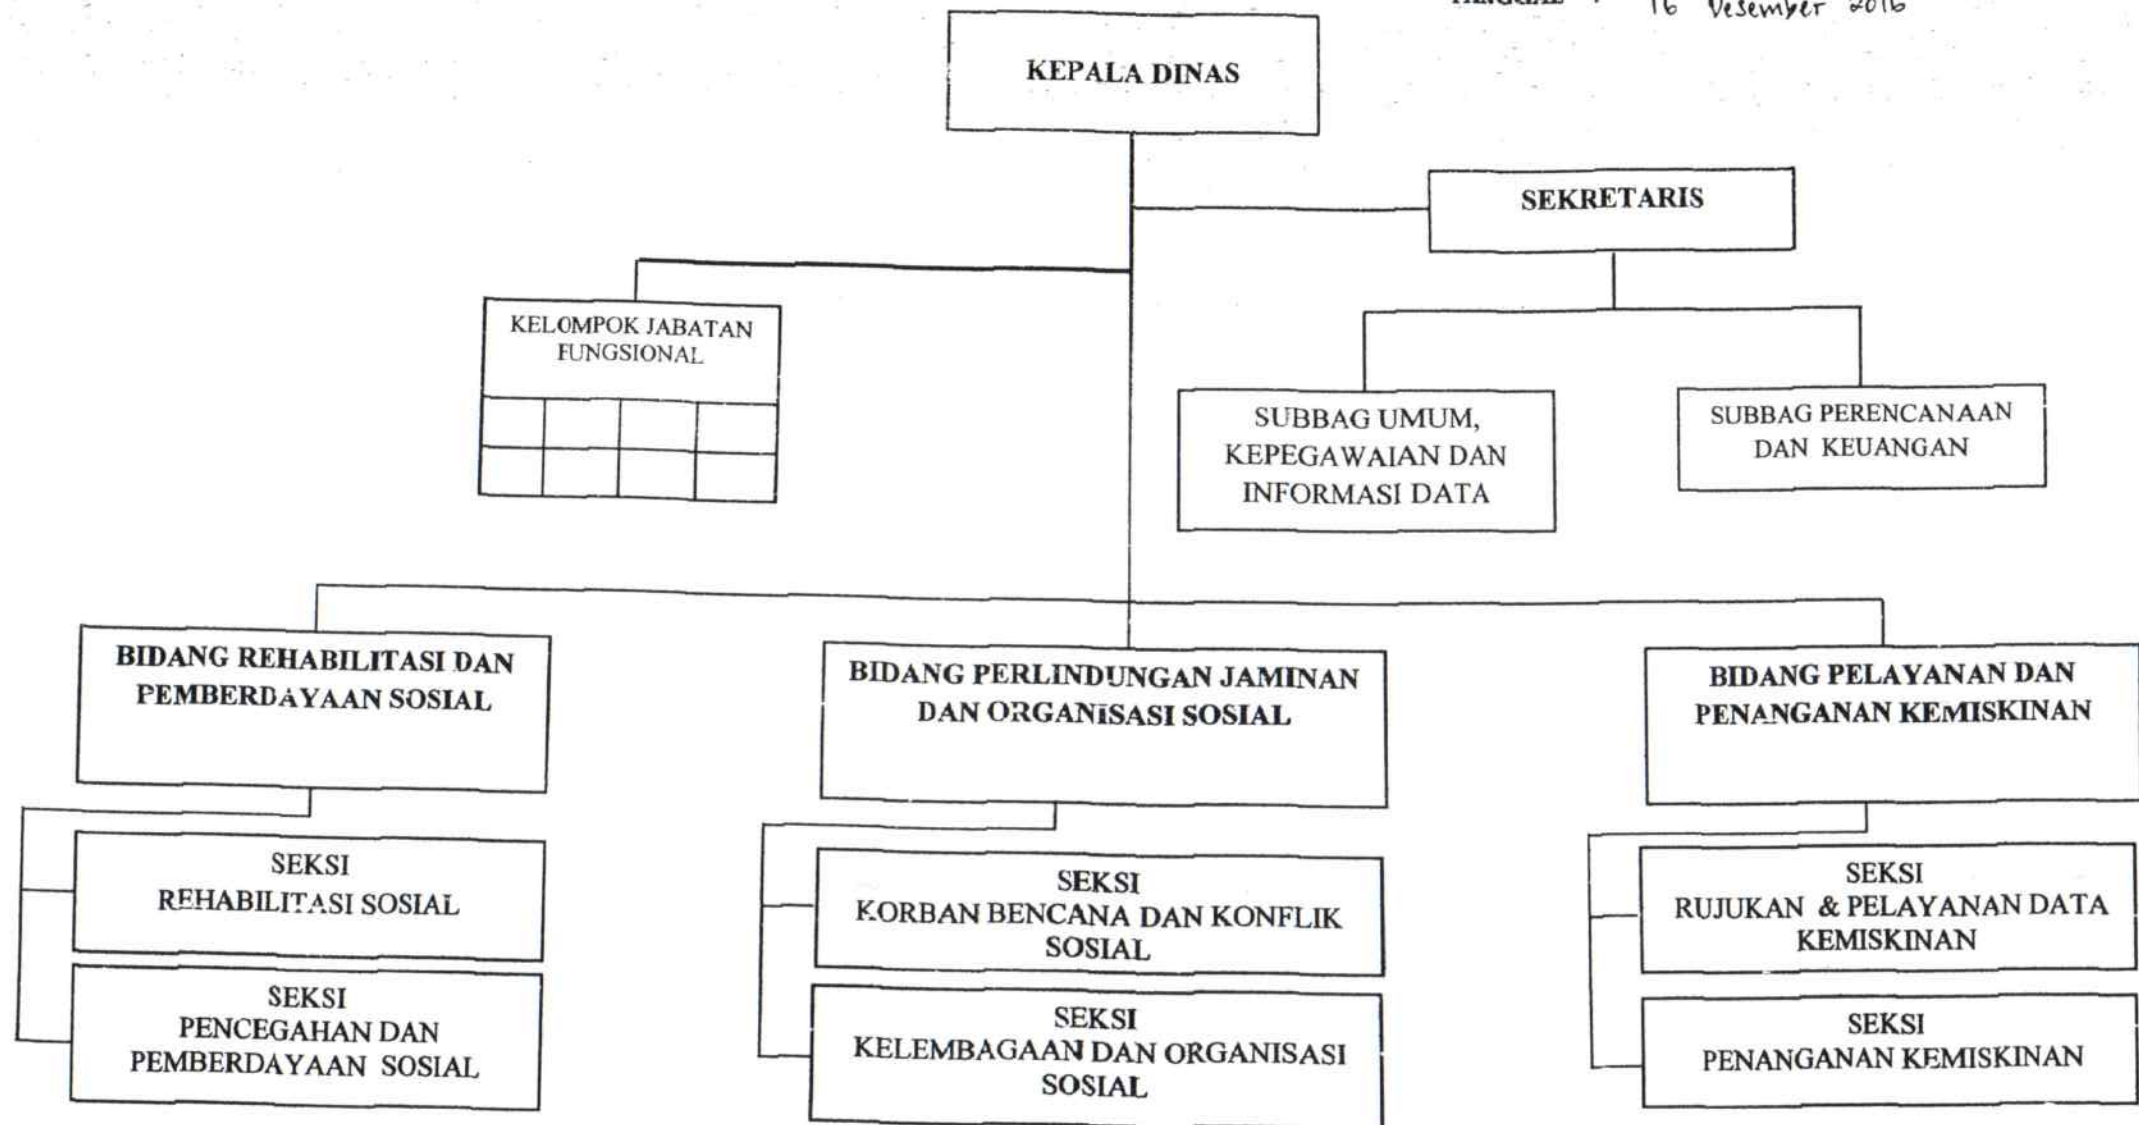 TANGGAL : 16 Desember 2016
KEPALA DINAS
SEKRETARIS
KELOMPOK JABATAN
FUNGSIONAL
SUBBAG UMUM,
KEPEGAWAIAN DAN
INFORMASI DATA
SUBBAG PERENCANAAN
DAN KEUANGAN
BIDANG REHABILITASI DAN
PEMBERDAYAAN SOSIAL
BIDANG PERLINDUNGAN JAMINAN
DAN ORGANISASI SOSIAL
BIDANG PELAYANAN DAN
PENANGANAN KEMISKINAN
SEKSI
REHABILITASI SOSIAL
SEKSI
PENCEGAHAN DAN
PEMBERDAYAAN SOSIAL
SEKSI
KORBAN BENCANA DAN KONFLIK
SOSIAL
SEKSI
KELEMBAGAAN DAN ORGANISASI
SOSIAL
SEKSI
RUJUKAN & PELAYANAN DATA
KEMISKINAN
SEKSI
PENANGANAN KEMISKINAN